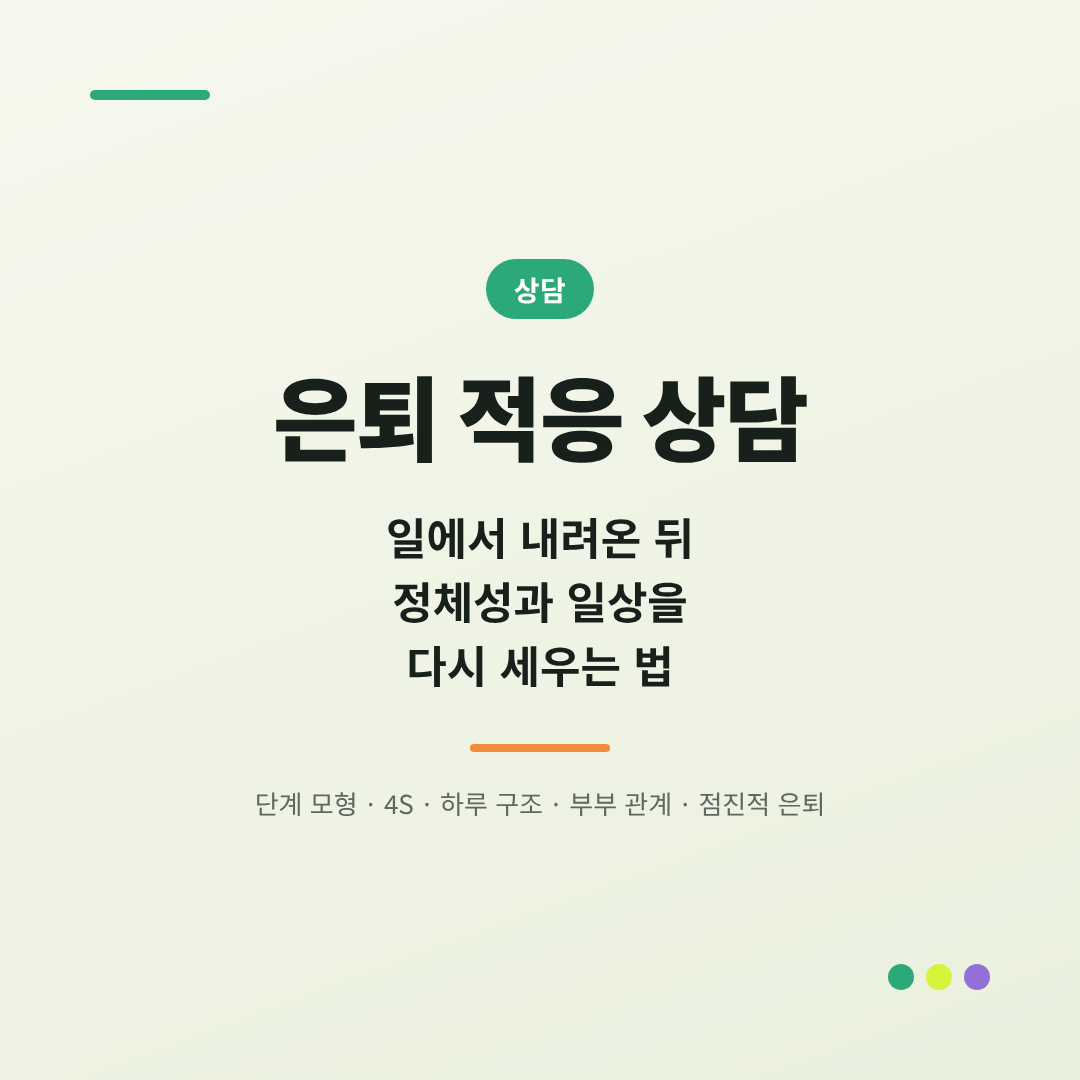 상담
은퇴 적응 상담
일에서 내려온 뒤
정체성과 일상을
다시 세우는 법
단계 모형 · 4S · 하루 구조 · 부부 관계 · 점진적 은퇴